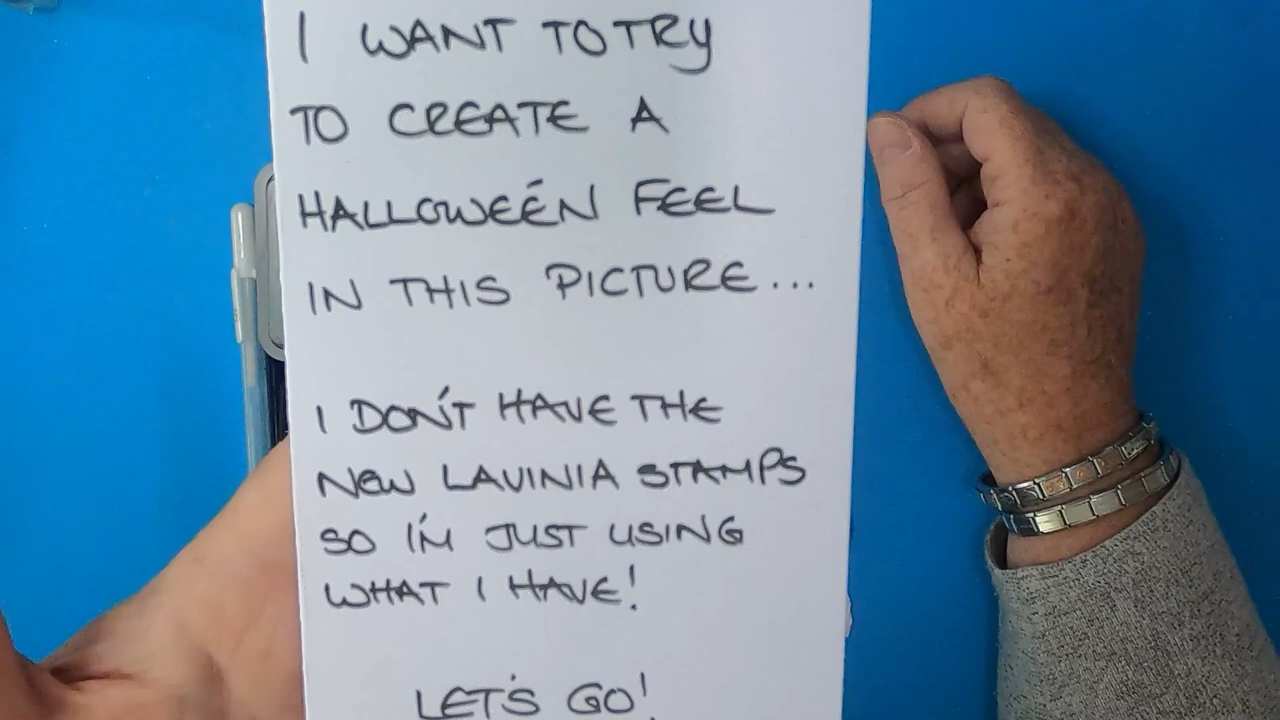 I WANT TO TRY
TO CREATE A
HALLOWEEN FEEL
IN THIS PICTURE...
I DON'T HAVE THE
NEW LAVINIA STAMPS
SO I'M JUST USING
WHAT I HAVE!
LET'S GO!